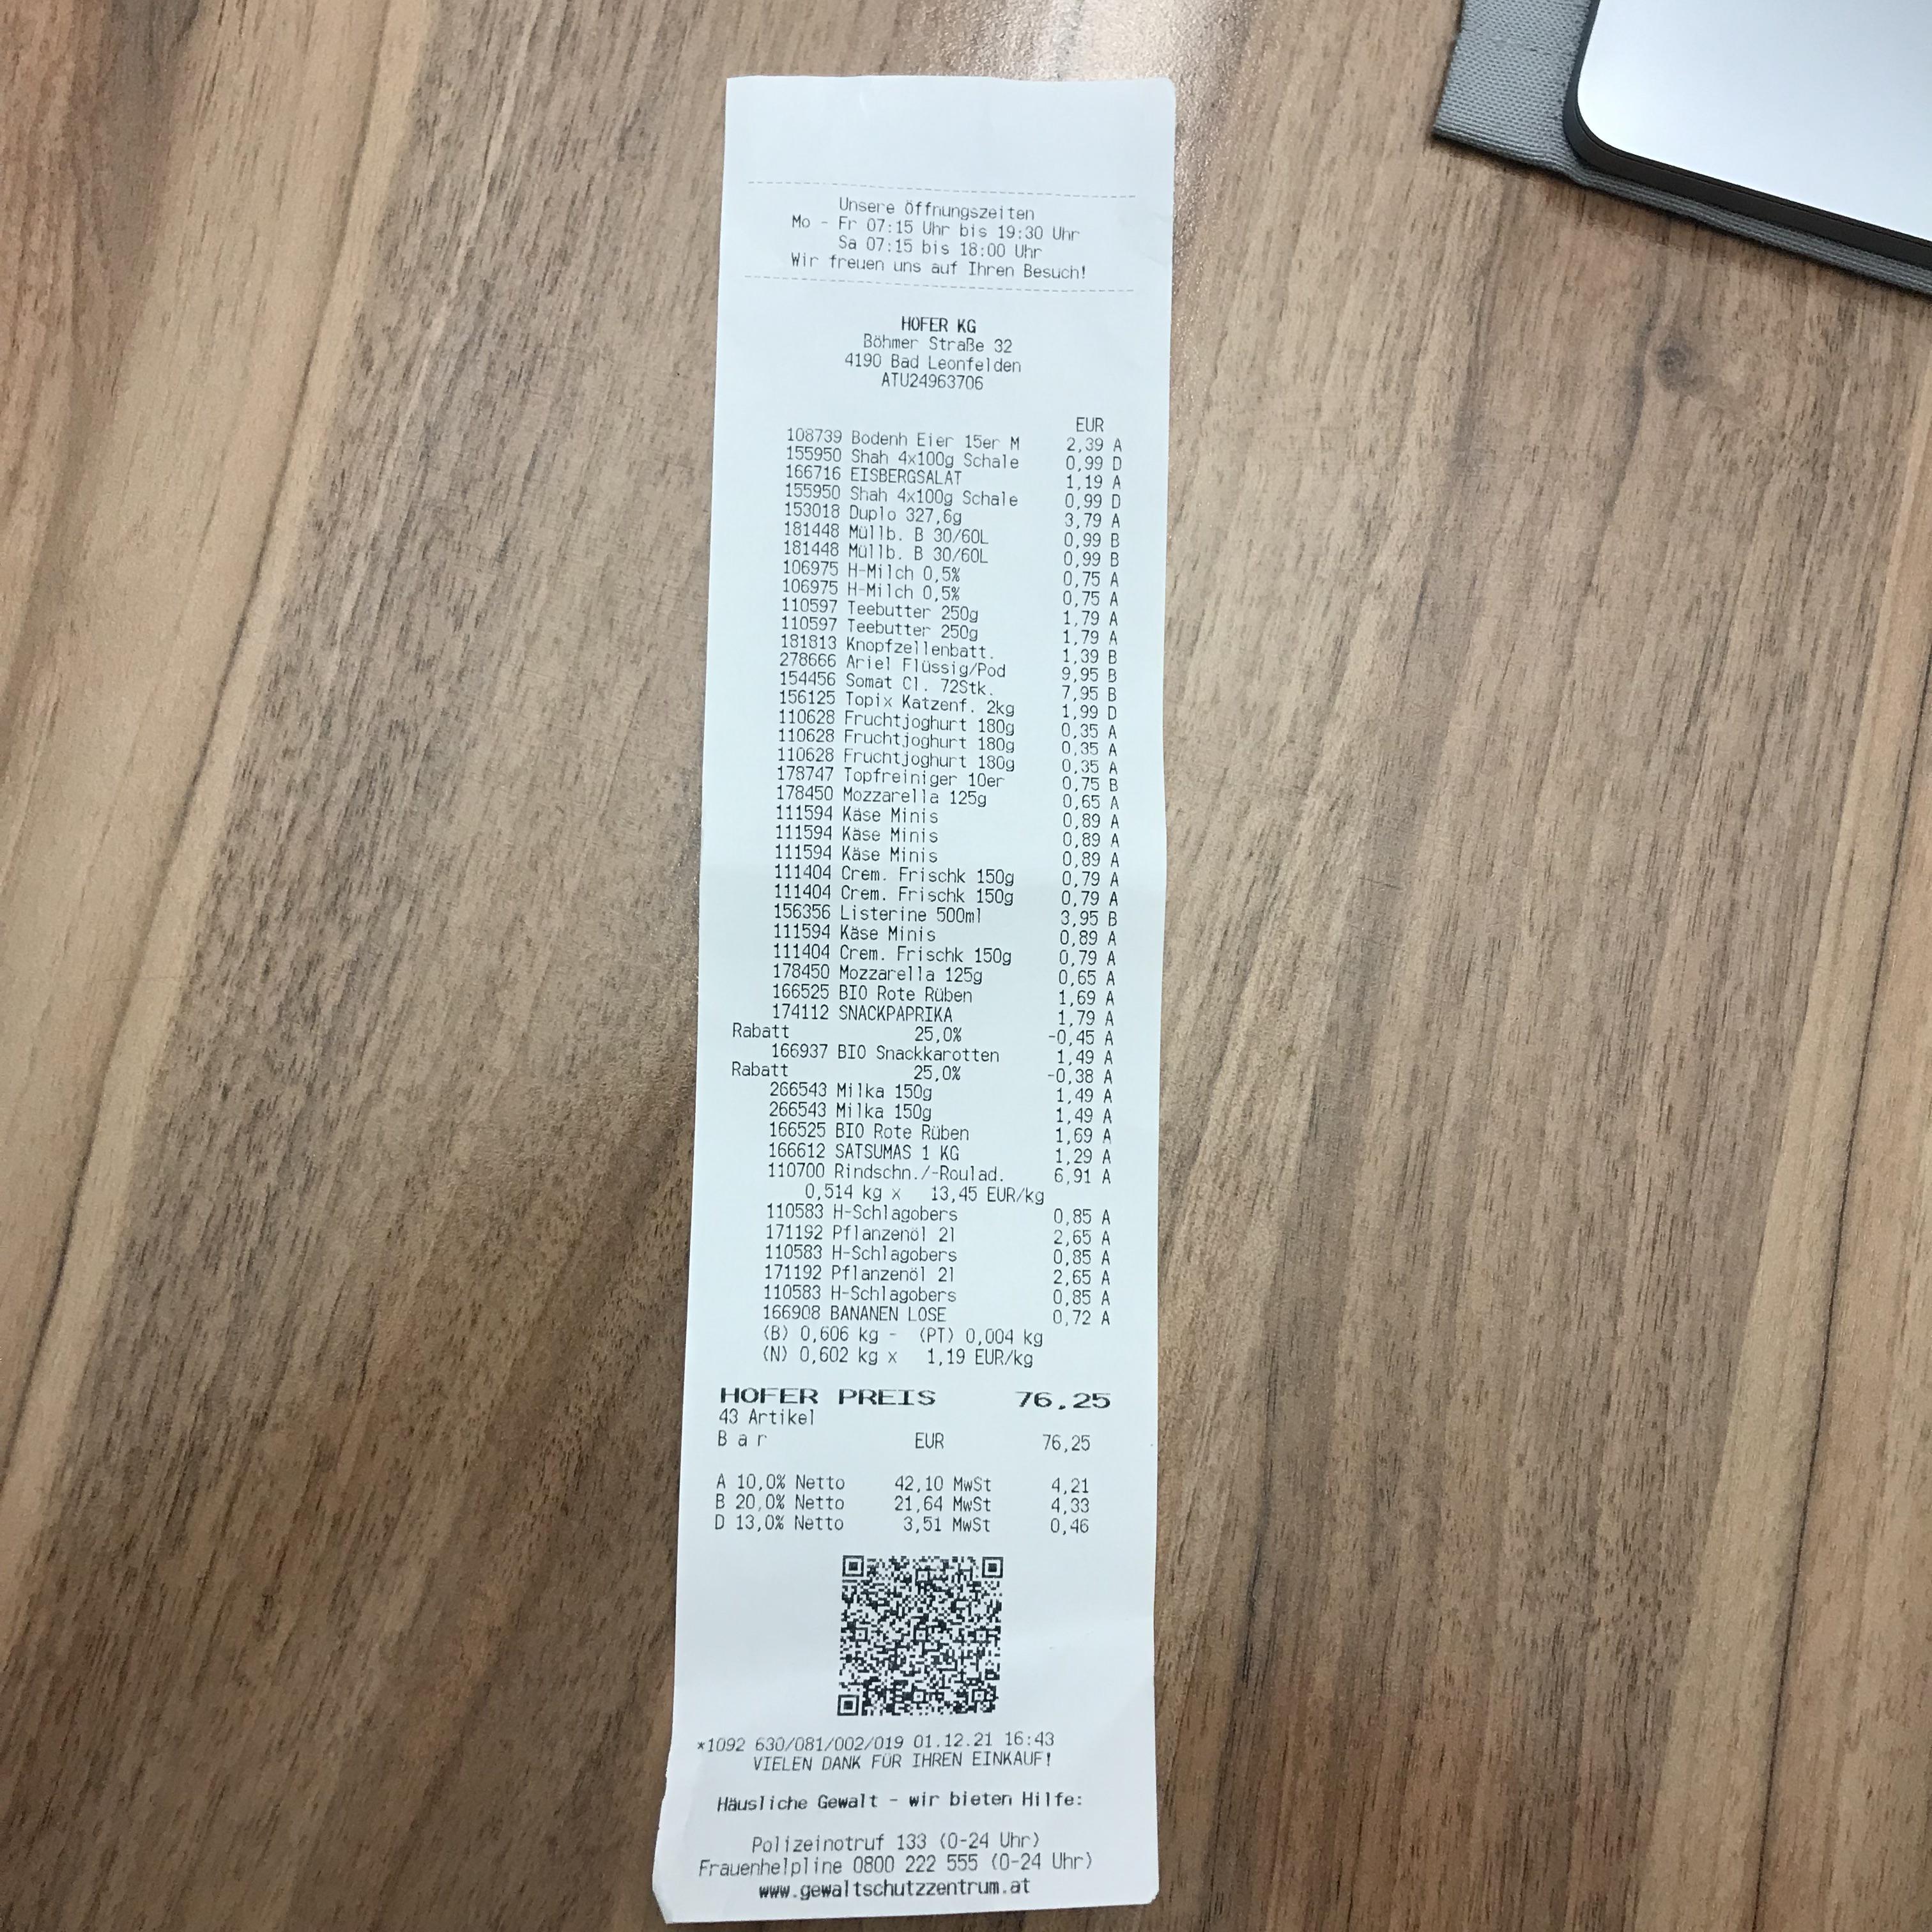 Unsere Öffnungszeiten
Mo - Fr 07:15 Uhr bis 19:30 Uhr
Sa 07:15 bis 18:00 Uhr
Wir freuen uns auf Ihren Besuch!
HOFER KG
Böhmer Straße 32
4190 Bad Leonfelden
ATU24963706
EUR
108739 Bodenh Eier 15er M 2,39 A
155950 Shah 4x100g Schale 0,99 D
166716 EISBERGSALAT 1,19 A
155950 Shah 4x100g Schale 0,99 D
153018 Duplo 327,6g 3,79 A
181448 Müllb. B 30/60L 0,99 B
181448 Müllb. B 30/60L 0,99 B
106975 H-Milch 0,5% 0,75 A
106975 H-Milch 0,5% 0,75 A
110597 Teebutter 250g 1,79 A
110597 Teebutter 250g 1,79 A
181813 Knopfzellenbatt. 1,39 B
278666 Ariel Flüssig/Pod 9,95 B
154456 Somat Cl. 72Stk. 7,95 B
156125 Topix Katzenf. 2kg 1,99 D
110628 Fruchtjoghurt 180g 0,35 A
110628 Fruchtjoghurt 180g 0,35 A
110628 Fruchtjoghurt 180g 0,35 A
178747 Topfreiniger 10er 0,75 B
178450 Mozzarella 125g 0,65 A
111594 Käse Minis 0,89 A
111594 Käse Minis 0,89 A
111594 Käse Minis 0,89 A
111404 Crem. Frischk 150g 0,79 A
111404 Crem. Frischk 150g 0,79 A
156356 Listerine 500ml 3,95 B
111594 Käse Minis 0,89 A
111404 Crem. Frischk 150g 0,79 A
178450 Mozzarella 125g 0,65 A
166525 BIO Rote Rüben 1,69 A
174112 SNACKPAPRIKA 1,79 A
Rabatt 25,0% -0,45 A
166937 BIO Snackkarotten 1,49 A
Rabatt 25,0% -0,38 A
266543 Milka 150g 1,49 A
266543 Milka 150g 1,49 A
166525 BIO Rote Rüben 1,69 A
166612 SATSUMAS 1 KG 1,29 A
110700 Rindschn./-Roulad. 6,91 A
0,514 kg x 13,45 EUR/kg
110583 H-Schlagobers 0,85 A
171192 Pflanzenöl 2l 2,65 A
110583 H-Schlagobers 0,85 A
171192 Pflanzenöl 2l 2,65 A
110583 H-Schlagobers 0,85 A
166908 BANANEN LOSE 0,72 A
(B) 0,606 kg - (PT) 0,004 kg
(N) 0,602 kg x 1,19 EUR/kg
HOFER PREIS 76,25
43 Artikel
Bar EUR 76,25
A 10,0% Netto 42,10 MwSt 4,21
B 20,0% Netto 21,64 MwSt 4,33
D 13,0% Netto 3,51 MwSt 0,46
*1092 630/081/002/019 01.12.21 16:43
VIELEN DANK FÜR IHREN EINKAUF!
Häusliche Gewalt - wir bieten Hilfe:
Polizeinotruf 133 (0-24 Uhr)
Frauenhelpline 0800 222 555 (0-24 Uhr)
www.gewaltschutzzentrum.at